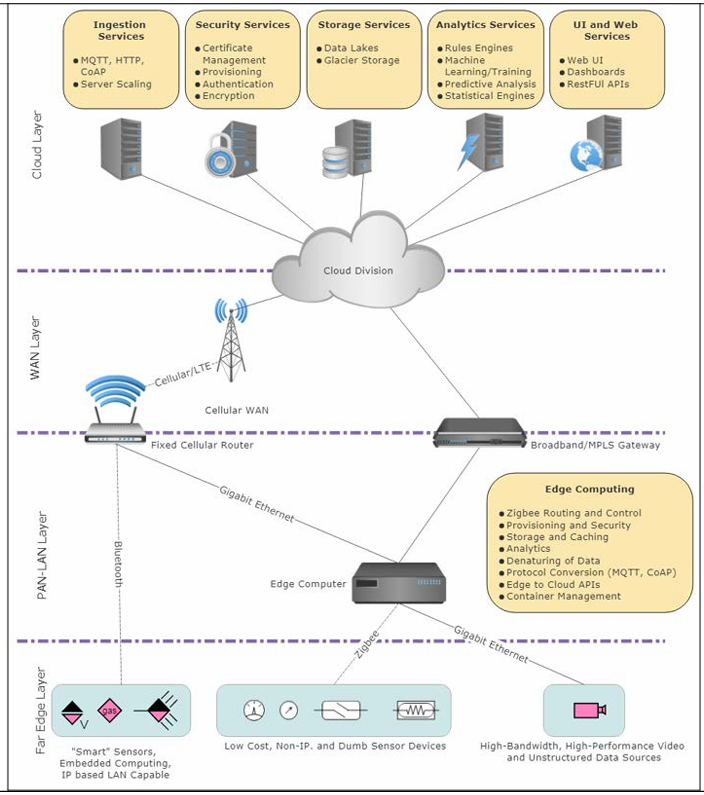 Ingestion
Services
● MQTT, HTTP,
CoAP
● Server Scaling
Security Services
● Certificate
Management
● Provisioning
● Authentication
● Encryption
Storage Services
● Data Lakes
● Glacier Storage
Analytics Services
● Rules Engines
● Machine
Learning/Training
● Predictive Analysis
● Statistical Engines
UI and Web
Services
● Web UI
● Dashboards
● RestFUl APIs
Cloud Layer
Cloud Division
WAN Layer
Cellular/LTE
Cellular WAN
Fixed Cellular Router
Broadband/MPLS Gateway
PAN-LAN Layer
Gigabit Ethernet
Bluetooth
Edge Computer
Edge Computing
● Zigbee Routing and Control
● Provisioning and Security
● Storage and Caching
● Analytics
● Denaturing of Data
● Protocol Conversion (MQTT, CoAP)
● Edge to Cloud APIs
● Container Management
Zigbee
Gigabit Ethernet
Far Edge Layer
V
gas
"Smart" Sensors,
Embedded Computing,
IP based LAN Capable
Low Cost, Non-IP. and Dumb Sensor Devices
High-Bandwidth, High-Performance Video
and Unstructured Data Sources